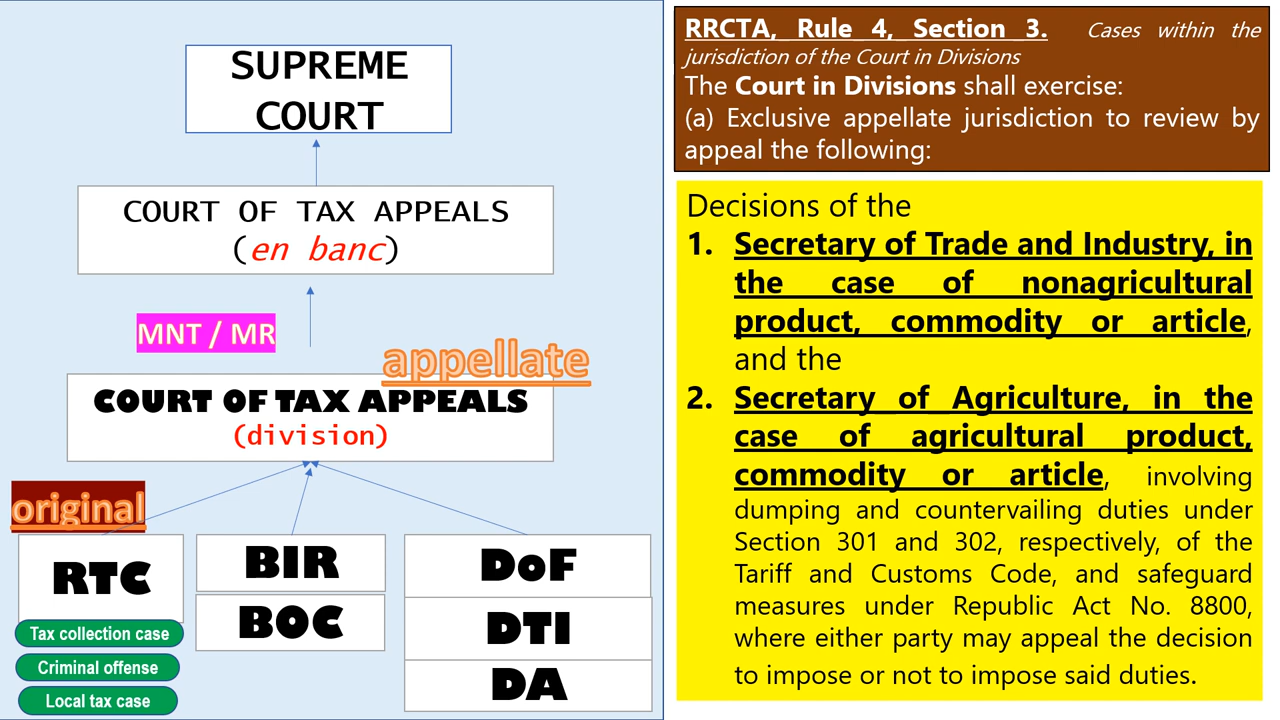 SUPREME
COURT
COURT OF TAX APPEALS
(en banc)
MNT / MR
appellate
COURT OF TAX APPEALS
(division)
original
RTC
Tax collection case
Criminal offense
Local tax case
BIR
BOC
DoF
DTI
DA
RRCTA, Rule 4, Section 3. Cases within the
jurisdiction of the Court in Divisions
The Court in Divisions shall exercise:
(a) Exclusive appellate jurisdiction to review by
appeal the following:
Decisions of the
1. Secretary of Trade and Industry, in
the case of nonagricultural
product, commodity or article,
and the
2. Secretary of Agriculture, in the
case of agricultural product,
commodity or article, involving
dumping and countervailing duties under
Section 301 and 302, respectively, of the
Tariff and Customs Code, and safeguard
measures under Republic Act No. 8800,
where either party may appeal the decision
to impose or not to impose said duties.